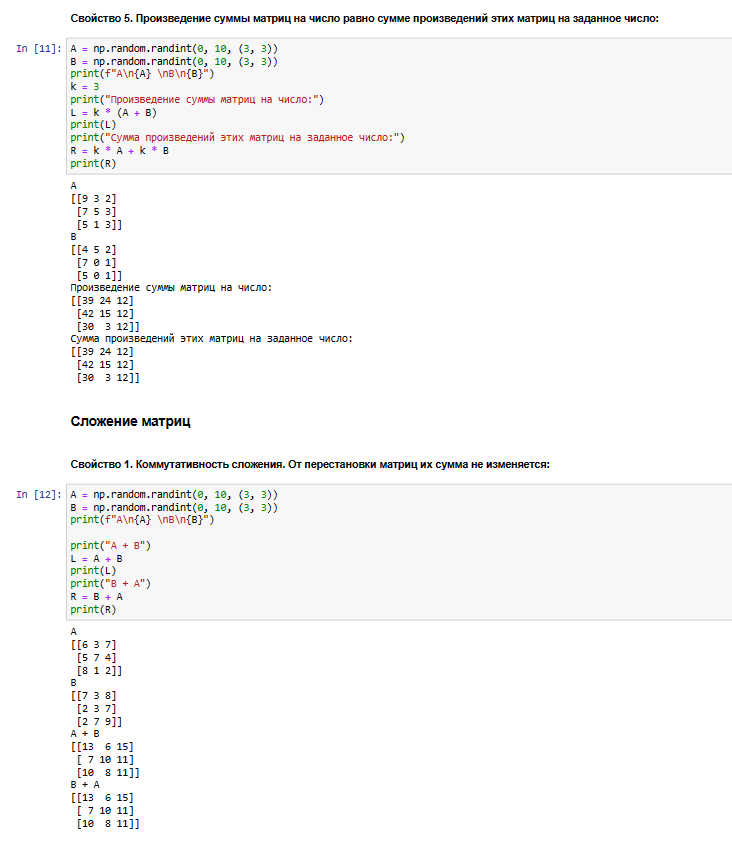 Свойство 5. Произведение суммы матриц на число равно сумме произведений этих матриц на заданное число:
In [11]: A = np.random.randint(0, 10, (3, 3))
B = np.random.randint(0, 10, (3, 3))
print(f"A\n{A} \nB\n{B}")
k = 3
print("Произведение суммы матриц на число:")
L = k * (A + B)
print(L)
print("Сумма произведений этих матриц на заданное число:")
R = k * A + k * B
print(R)
A
[[9 3 2]
 [7 5 3]
 [5 1 3]]
B
[[4 5 2]
 [7 0 1]
 [5 0 1]]
Произведение суммы матриц на число:
[[39 24 12]
 [42 15 12]
 [30  3 12]]
Сумма произведений этих матриц на заданное число:
[[39 24 12]
 [42 15 12]
 [30  3 12]]
Сложение матриц
Свойство 1. Коммутативность сложения. От перестановки матриц их сумма не изменяется:
In [12]: A = np.random.randint(0, 10, (3, 3))
B = np.random.randint(0, 10, (3, 3))
print(f"A\n{A} \nB\n{B}")
print("A + B")
L = A + B
print(L)
print("B + A")
R = B + A
print(R)
A
[[6 3 7]
 [5 7 4]
 [8 1 2]]
B
[[7 3 8]
 [2 3 7]
 [2 7 9]]
A + B
[[13  6 15]
 [ 7 10 11]
 [10  8 11]]
B + A
[[13  6 15]
 [ 7 10 11]
 [10  8 11]]